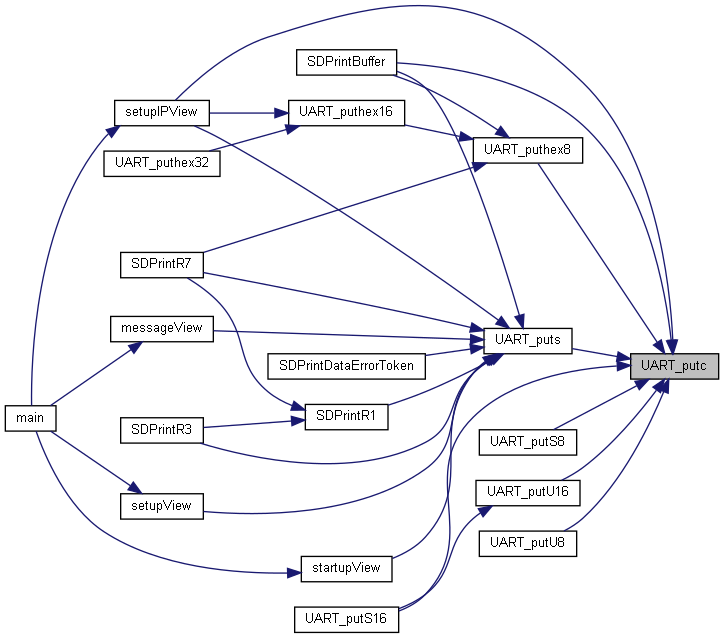 SDPrintBuffer
setupIPView
UART_puthex16
UART_puthex8
UART_puthex32
SDPrintR7
messageView
UART_puts
SDPrintDataErrorToken
UART_putc
main
SDPrintR1
SDPrintR3
UART_putS8
setupView
UART_putU16
UART_putU8
startupView
UART_putS16